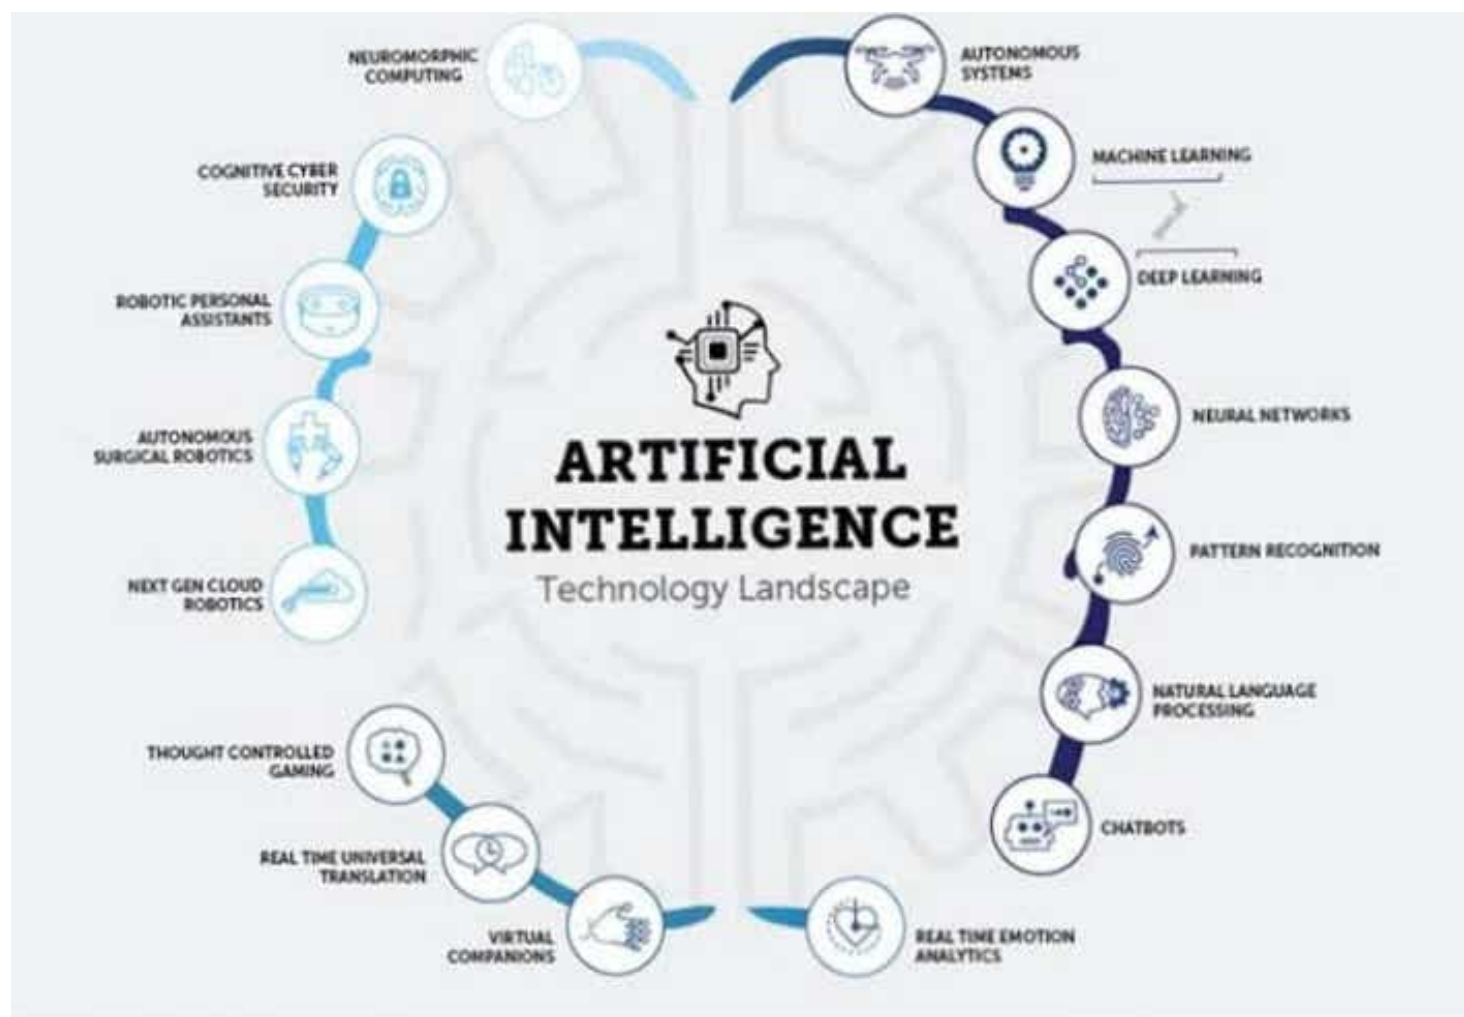 NEUROMORPHIC
COMPUTING
AUTONOMOUS
SYSTEMS
COGNITIVE CYBER
SECURITY
MACHINE LEARNING
ROBOTIC PERSONAL
ASSISTANTS
DEEP LEARNING
AUTONOMOUS
SURGICAL ROBOTICS
NEURAL NETWORKS
ARTIFICIAL
INTELLIGENCE
Technology Landscape
NEXT GEN CLOUD
ROBOTICS
PATTERN RECOGNITION
NATURAL LANGUAGE
PROCESSING
THOUGHT CONTROLLED
GAMING
CHATBOTS
REAL TIME UNIVERSAL
TRANSLATION
VIRTUAL
COMPANIONS
REAL TIME EMOTION
ANALYTICS